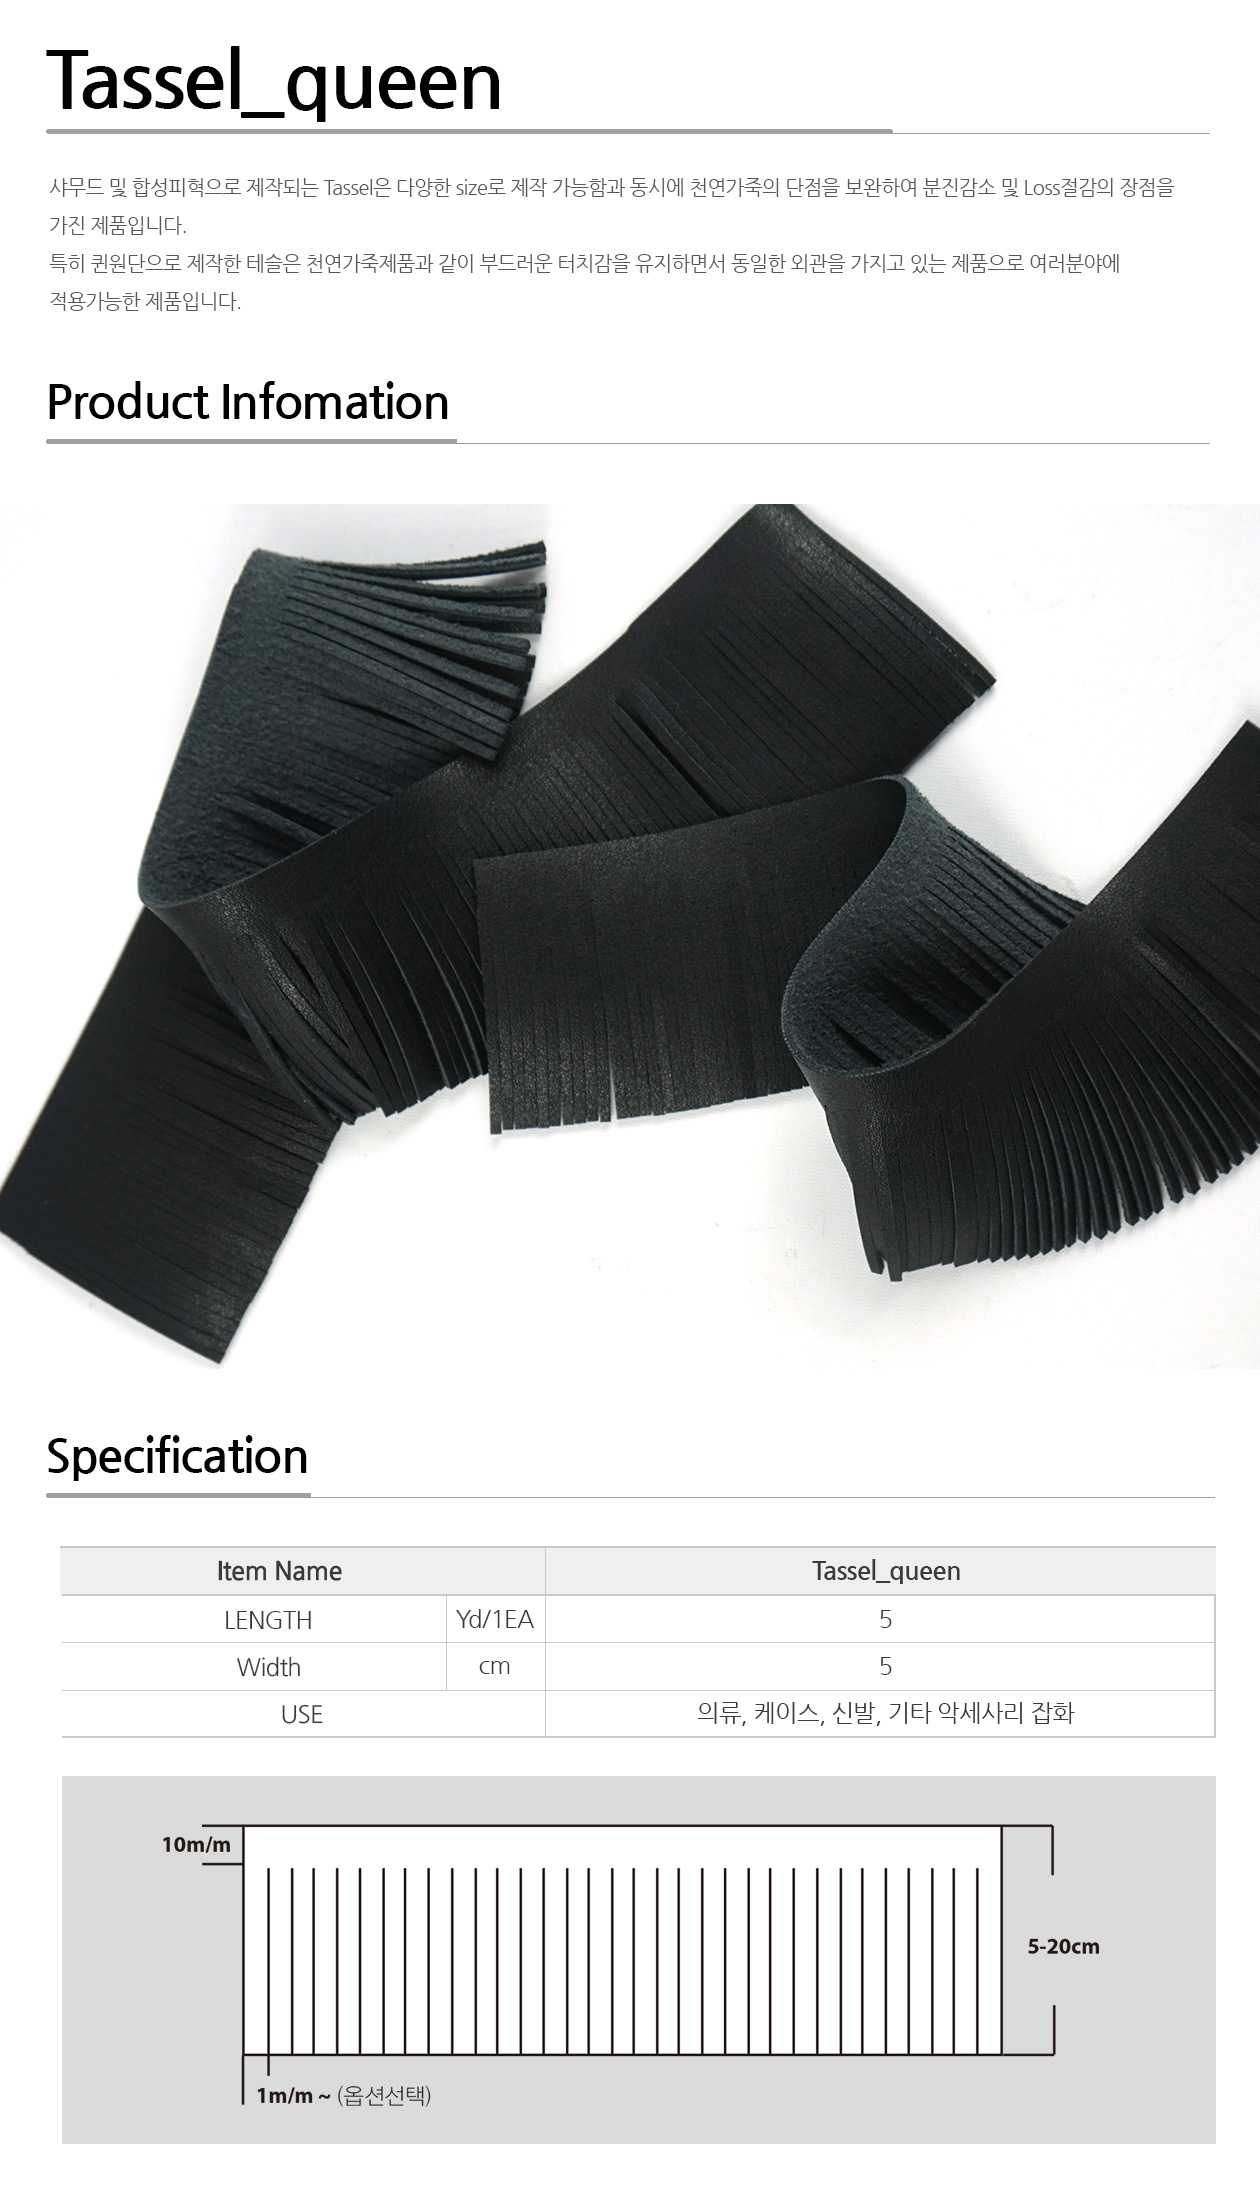 Tassel_queen
샤무드 및 합성피혁으로 제작되는 Tassel은 다양한 size로 제작 가능함과 동시에 천연가죽의 단점을 보완하여 분진감소 및 Loss절감의 장점을
가진 제품입니다.
특히 퀸원단으로 제작한 테슬은 천연가죽제품과 같이 부드러운 터치감을 유지하면서 동일한 외관을 가지고 있는 제품으로 여러분야에
적용가능한 제품입니다.
Product Infomation
Specification
Item Name Tassel_queen
LENGTH Yd/1EA 5
Width cm 5
USE 의류, 케이스, 신발, 기타 악세사리 잡화
10m/m
5-20cm
1m/m ~ (옵션선택)